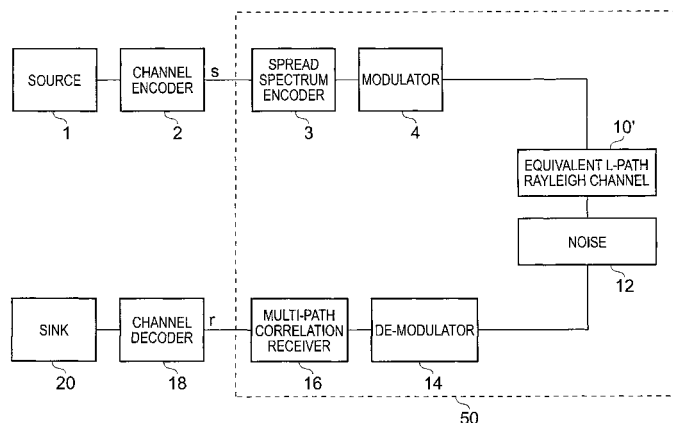 SOURCE
1
CHANNEL
ENCODER
2
s
SPREAD
SPECTRUM
ENCODER
3
MODULATOR
4
10'
EQUIVALENT L-PATH
RAYLEIGH CHANNEL
NOISE
12
SINK
20
CHANNEL
DECODER
18
r
MULTI-PATH
CORRELATION
RECEIVER
16
DE-MODULATOR
14
50